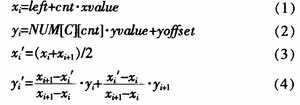 xᵢ=left+cnt·xvalue (1)
yᵢ=NUM[C][cnt]·yvalue+yoffset (2)
xᵢ'=(xᵢ+xᵢ₊₁)/2 (3)
yᵢ'=(xᵢ₊₁-xᵢ')/(xᵢ₊₁-xᵢ)·yᵢ+(xᵢ'-xᵢ)/(xᵢ₊₁-xᵢ)·yᵢ₊₁ (4)